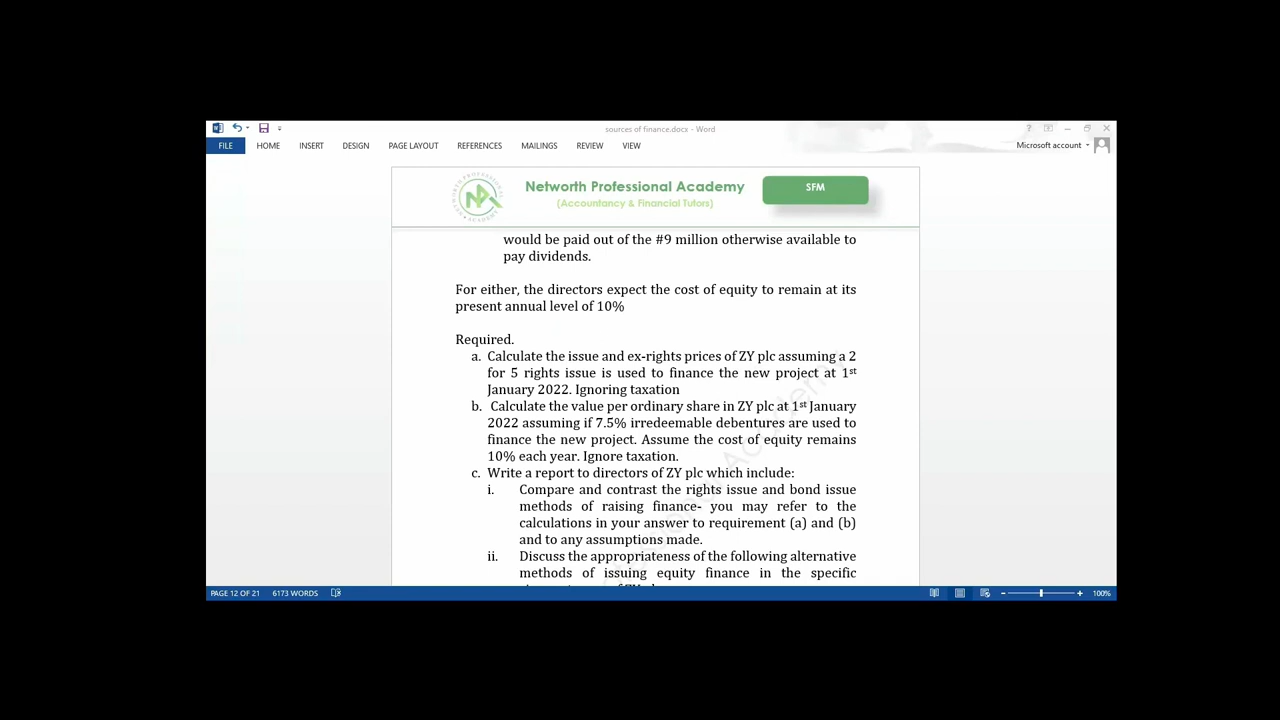 sources of finance.docx - Word
FILE HOME INSERT DESIGN PAGE LAYOUT REFERENCES MAILINGS REVIEW VIEW Microsoft account
Networth Professional Academy
(Accountancy & Financial Tutors)
SFM
would be paid out of the #9 million otherwise available to
pay dividends.
For either, the directors expect the cost of equity to remain at its
present annual level of 10%
Required.
a. Calculate the issue and ex-rights prices of ZY plc assuming a 2
for 5 rights issue is used to finance the new project at 1st
January 2022. Ignoring taxation
b. Calculate the value per ordinary share in ZY plc at 1st January
2022 assuming if 7.5% irredeemable debentures are used to
finance the new project. Assume the cost of equity remains
10% each year. Ignore taxation.
c. Write a report to directors of ZY plc which include:
i. Compare and contrast the rights issue and bond issue
methods of raising finance- you may refer to the
calculations in your answer to requirement (a) and (b)
and to any assumptions made.
ii. Discuss the appropriateness of the following alternative
methods of issuing equity finance in the specific
PAGE 12 OF 21 6173 WORDS 100%